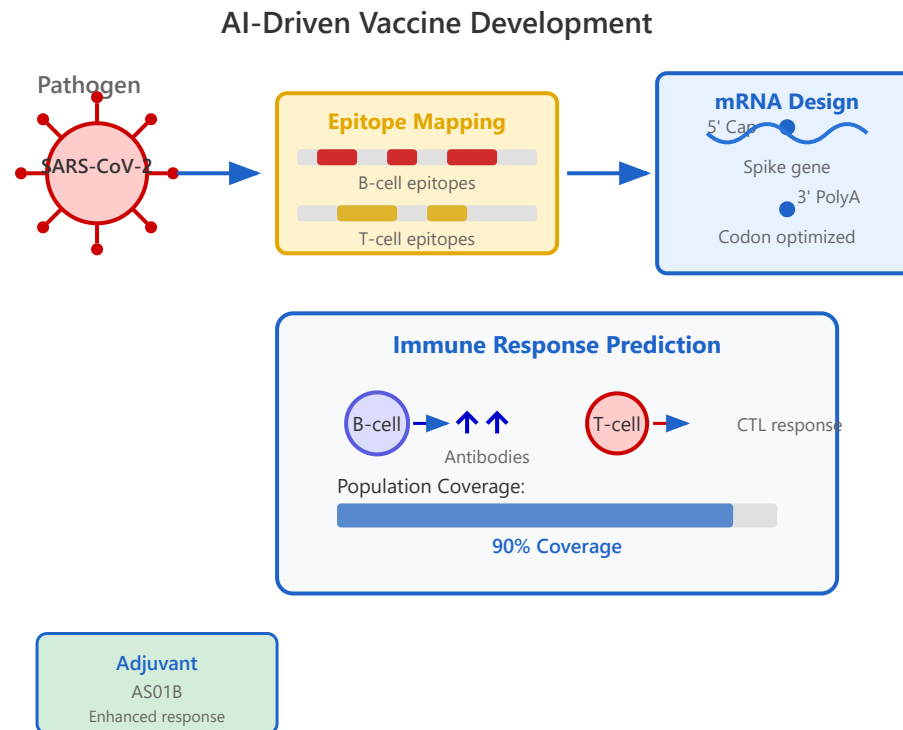 AI-Driven Vaccine Development
Pathogen
SARS-CoV-2
Epitope Mapping
B-cell epitopes
T-cell epitopes
mRNA Design
5' Cap
Spike gene
3' PolyA
Codon optimized
Immune Response Prediction
B-cell
Antibodies
T-cell
CTL response
Population Coverage:
90% Coverage
Adjuvant
AS01B
Enhanced response